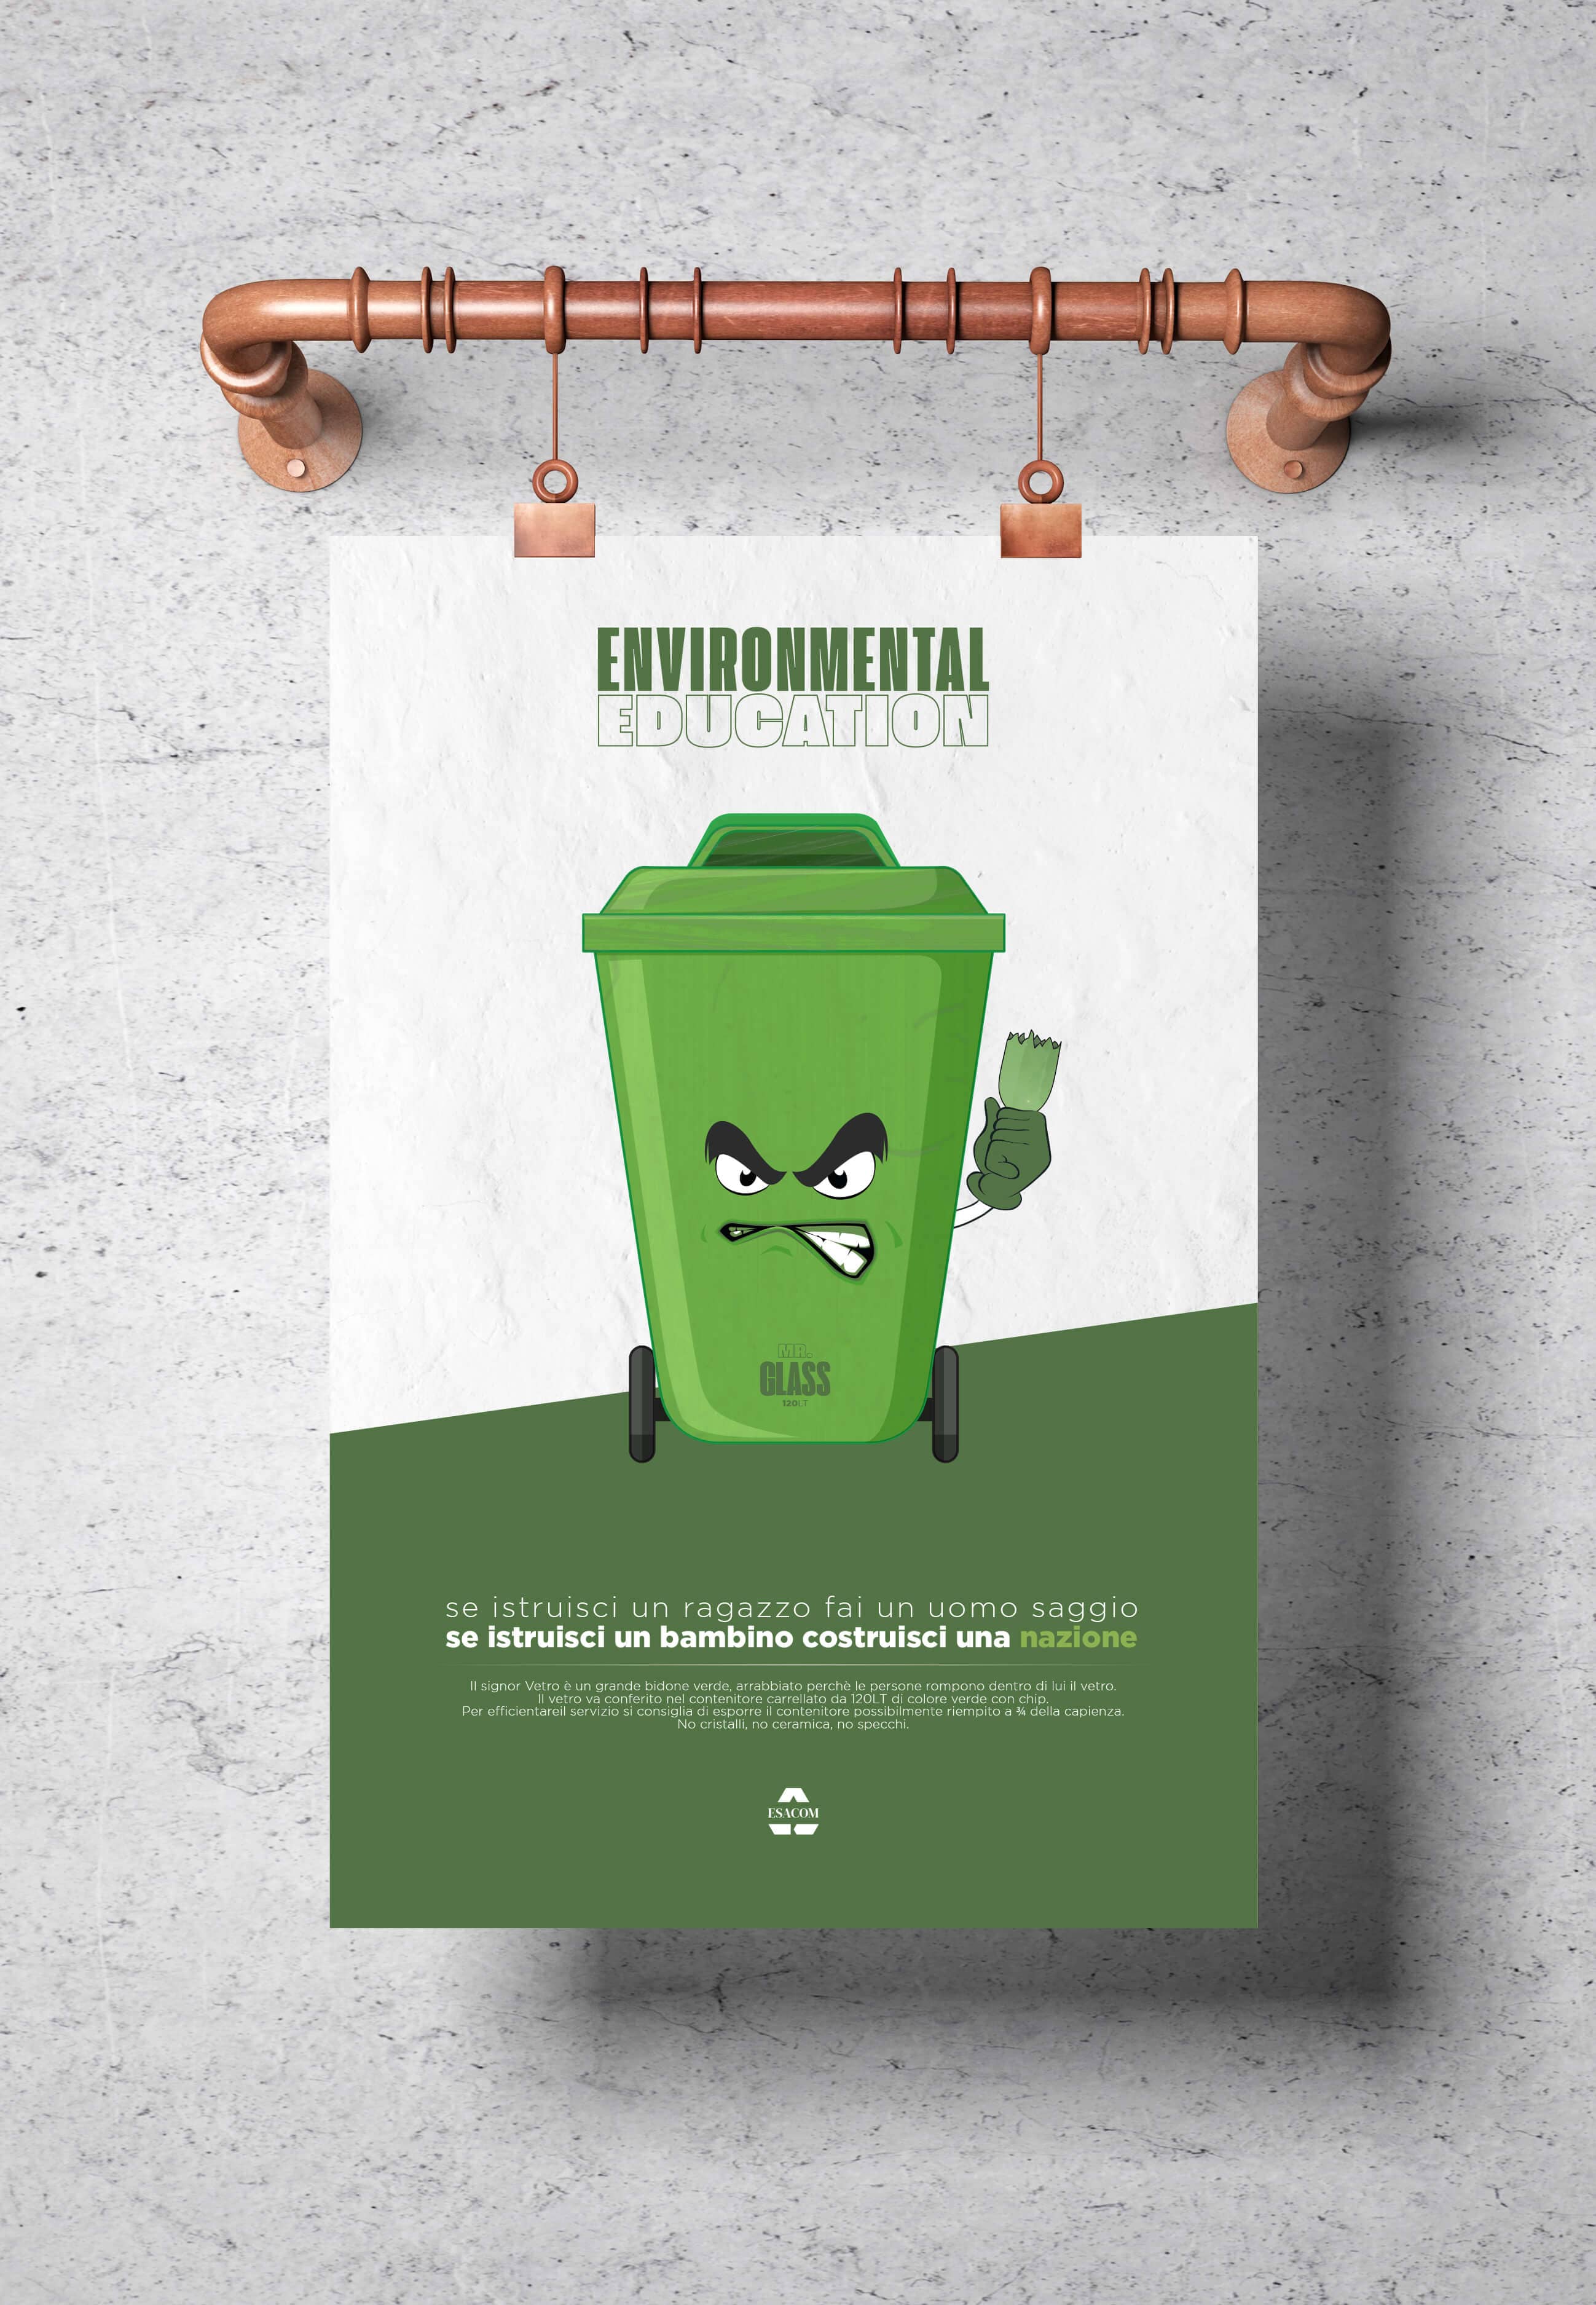 ENVIRONMENTAL
EDUCATION
MR.
GLASS
120LT
se istruisci un ragazzo fai un uomo saggio
se istruisci un bambino costruisci una nazione
Il signor Vetro è un grande bidone verde, arrabbiato perchè le persone rompono dentro di lui il vetro.
Il vetro va conferito nel contenitore carrellato da 120LT di colore verde con chip.
Per efficientareil servizio si consiglia di esporre il contenitore possibilmente riempito a ¾ della capienza.
No cristalli, no ceramica, no specchi.
ESACOM